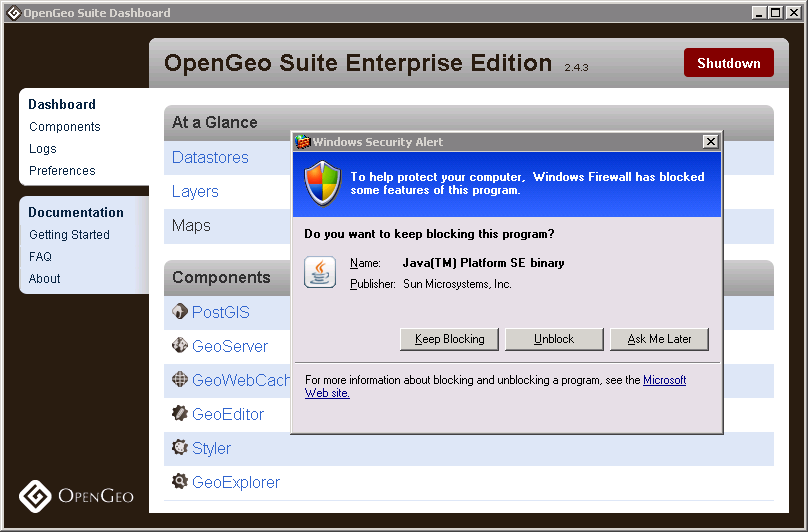 OpenGeo Suite Dashboard
OpenGeo Suite Enterprise Edition 2.4.3
Shutdown
Dashboard
Components
Logs
Preferences
Documentation
Getting Started
FAQ
About
OPENGEO
At a Glance
Datastores
Layers
Maps
Components
PostGIS
GeoServer
GeoWebCach
GeoEditor
Styler
GeoExplorer
Windows Security Alert
To help protect your computer, Windows Firewall has blocked
some features of this program.
Do you want to keep blocking this program?
Name: Java(TM) Platform SE binary
Publisher: Sun Microsystems, Inc.
Keep Blocking
Unblock
Ask Me Later
For more information about blocking and unblocking a program, see the Microsoft
Web site.